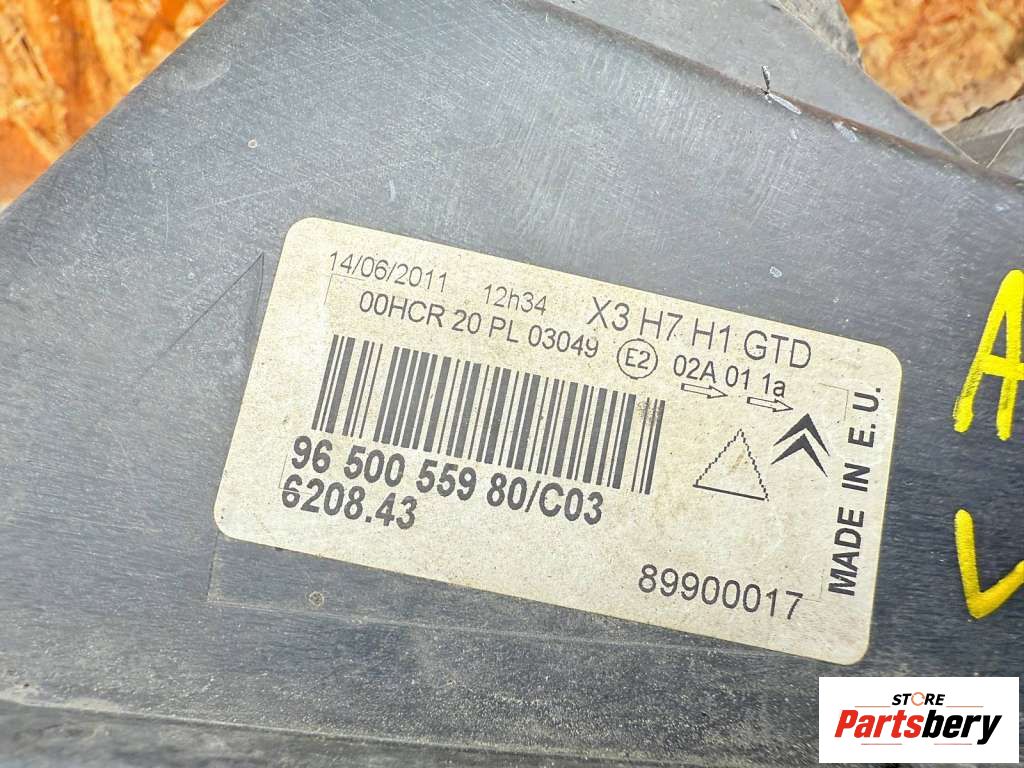 14/06/2011 12h34 X3 H7 H1 GTD
00HCR 20 PL 03049 E2 02A 01 1a
96 500 559 80/C03
6208.43
89900017
MADE IN E. U.
A
L
STORE
Partsbery